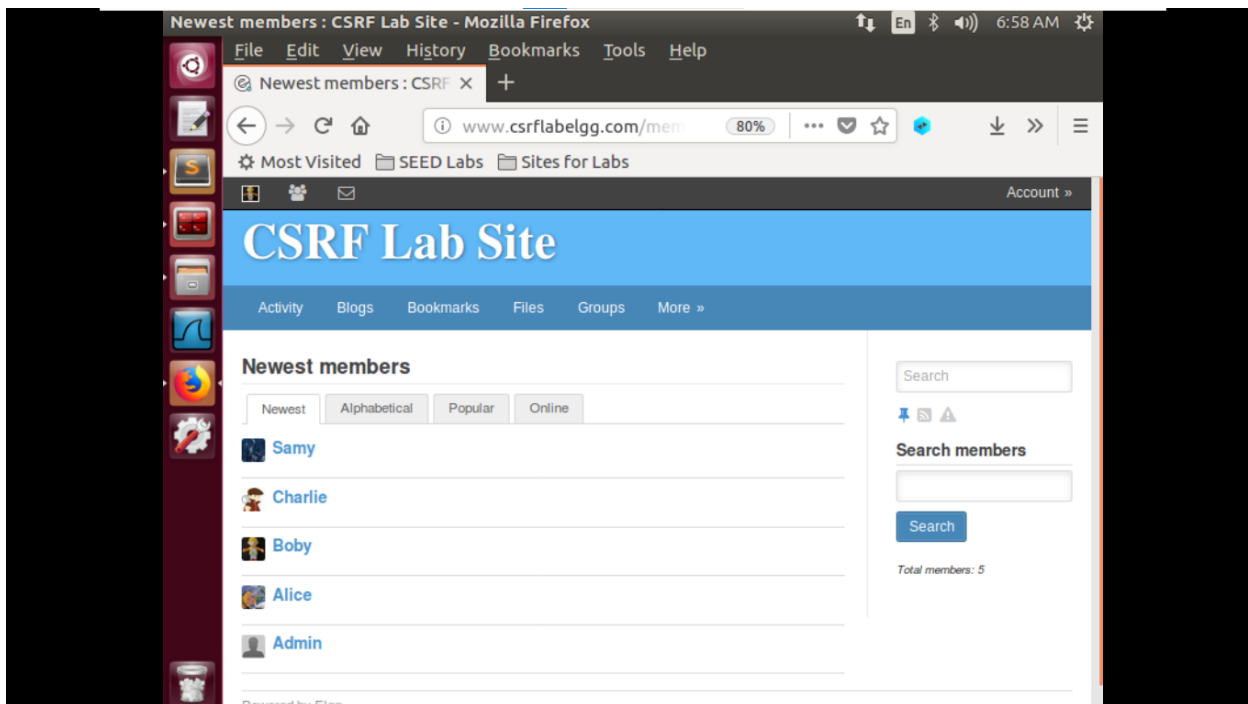 Newest members : CSRF Lab Site - Mozilla Firefox En 6:58 AM
File Edit View History Bookmarks Tools Help
Newest members : CSRF
www.csrflabelgg.com/mem 80%
Most Visited SEED Labs Sites for Labs
Account »
CSRF Lab Site
Activity Blogs Bookmarks Files Groups More »
Newest members
Search
Newest Alphabetical Popular Online
Samy
Search members
Charlie
Search
Boby
Total members: 5
Alice
Admin
Powered by Elgg